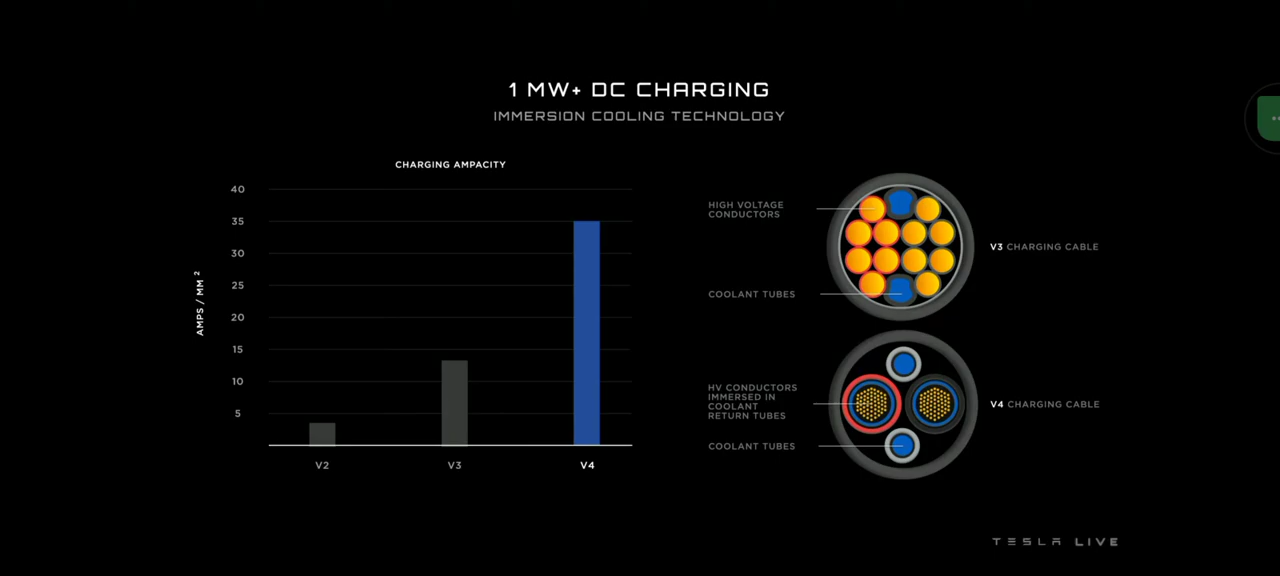 1 MW+ DC CHARGING
IMMERSION COOLING TECHNOLOGY
CHARGING AMPACITY
40
35
30
25
20
15
10
5
AMPS / MM²
V2
V3
V4
HIGH VOLTAGE
CONDUCTORS
COOLANT TUBES
V3 CHARGING CABLE
HV CONDUCTORS
IMMERSED IN
COOLANT
RETURN TUBES
COOLANT TUBES
V4 CHARGING CABLE
TESLA LIVE